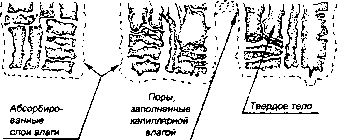 Абсорбиро-
ванные
слои влаги
Поры,
заполненные
капиллярной
влагой
Твердое тело